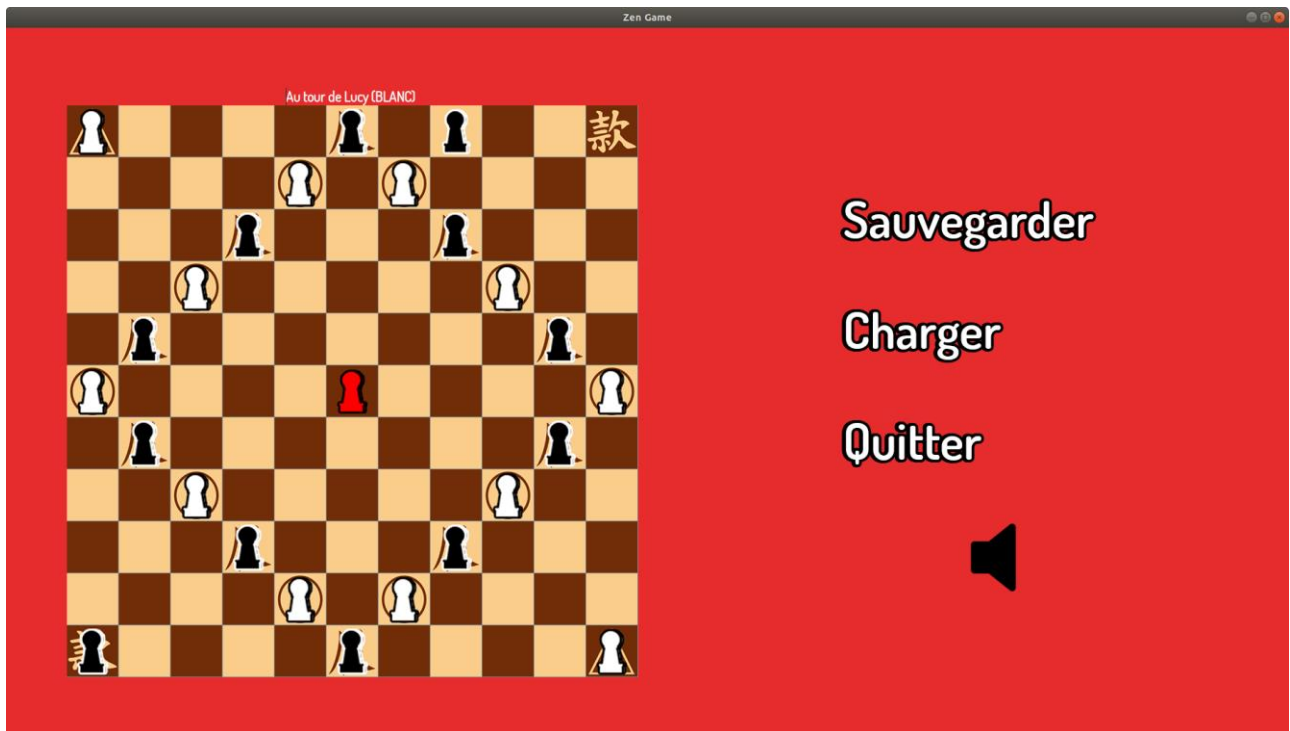 Zen Game
Au tour de Lucy (BLANC)
款
Sauvegarder
Charger
Quitter